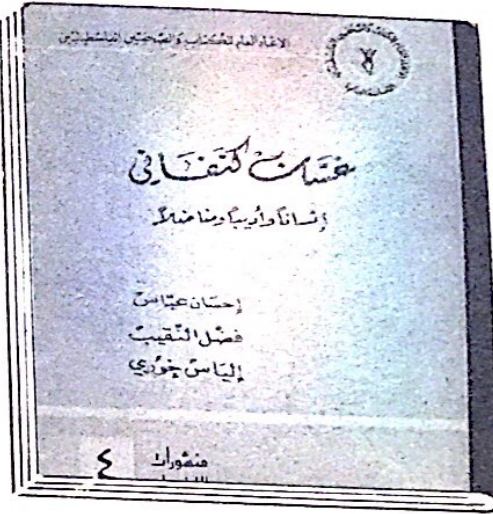 الاتحاد العام للكتاب والصحفيين الفلسطينيين
غسان كنفاني
إنساناً وأديباً ومناضلاً
إحسان عباس
فضل النقيب
إلياس خوري
منشورات
٤